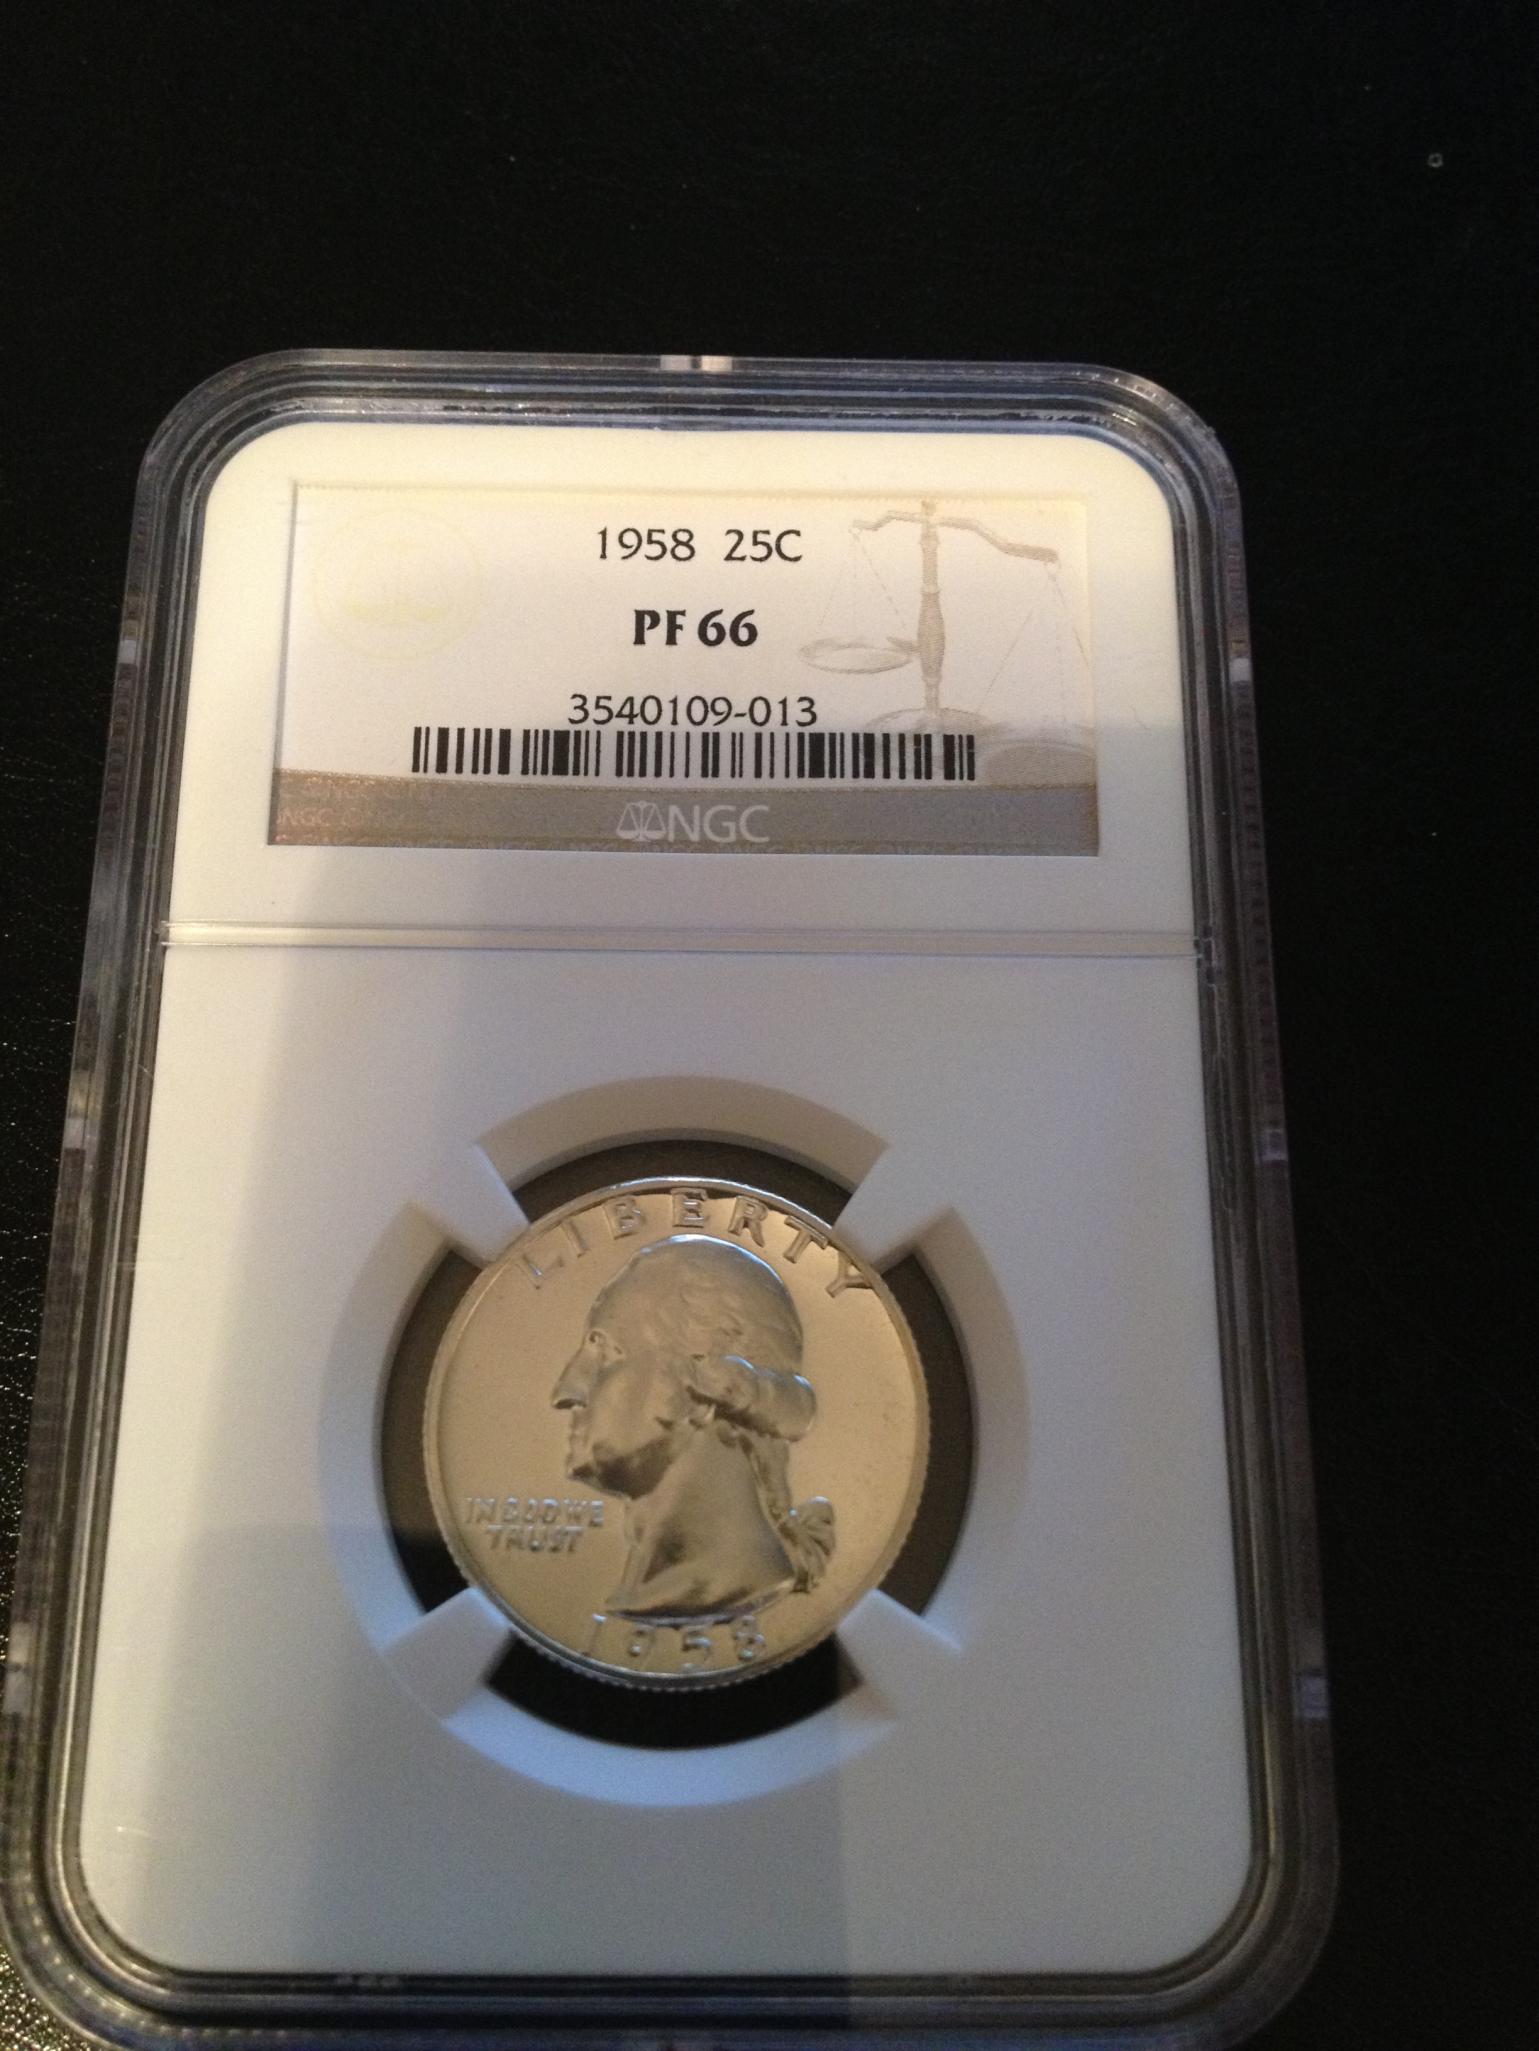 1958 25C
PF 66
3540109-013
NGC
LIBERTY
IN GOD WE
TRUST
1958